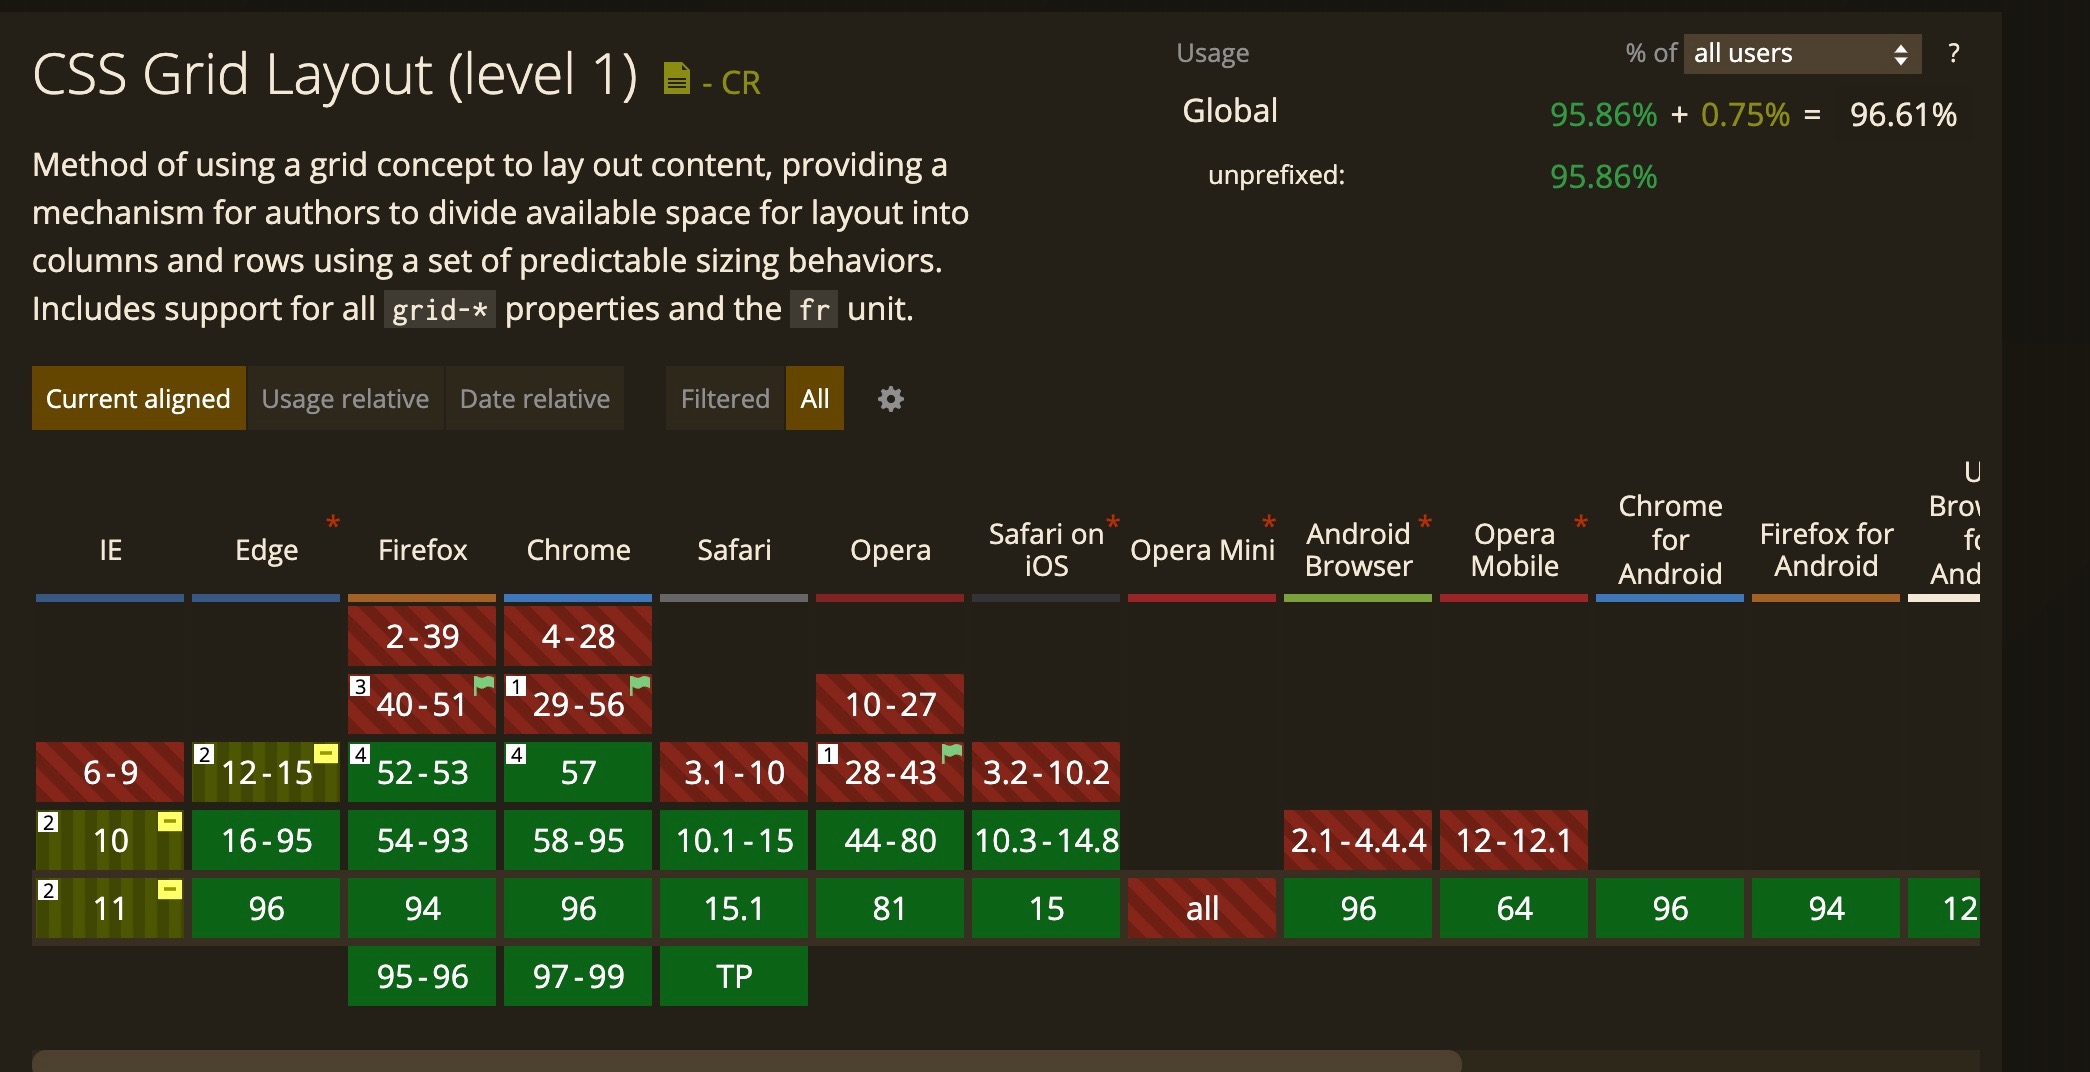 CSS Grid Layout (level 1) - CR
Usage % of all users ?
Global 95.86% + 0.75% = 96.61%
unprefixed: 95.86%
Method of using a grid concept to lay out content, providing a
mechanism for authors to divide available space for layout into
columns and rows using a set of predictable sizing behaviors.
Includes support for all grid-* properties and the fr unit.
Current aligned Usage relative Date relative Filtered All
IE
Edge *
Firefox
Chrome
Safari
Opera
Safari on *
iOS
Opera Mini *
Android *
Browser
Opera *
Mobile
Chrome
for
Android
Firefox for
Android
2-39 4-28
3 40-51 1 29-56 10-27
6-9 2 12-15 4 52-53 4 57 3.1-10 1 28-43 3.2-10.2
2 10 16-95 54-93 58-95 10.1-15 44-80 10.3-14.8 2.1-4.4.4 12-12.1
2 11 96 94 96 15.1 81 15 all 96 64 96 94 12
95-96 97-99 TP